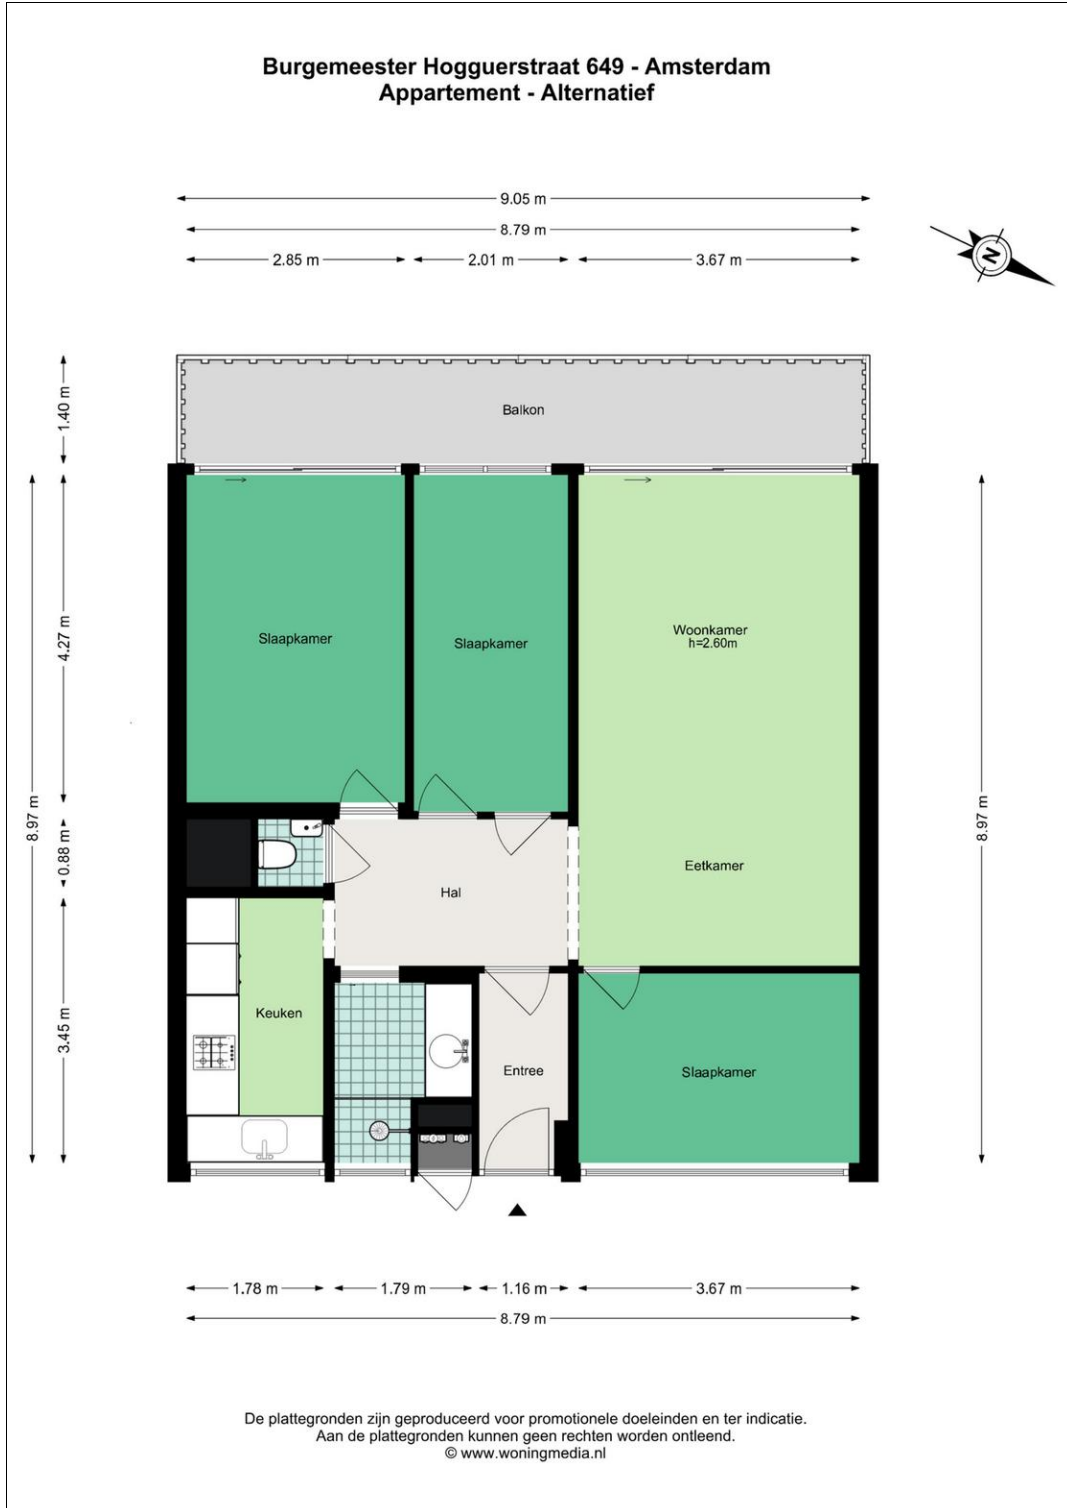 Burgemeester Hogguerstraat 649 - Amsterdam
Appartement - Alternatief
9.05 m
8.79 m
2.85 m
2.01 m
3.67 m
N
1.40 m
Balkon
4.27 m
8.97 m
0.88 m
3.45 m
Slaapkamer
Slaapkamer
Woonkamer
h=2.60m
8.97 m
Eetkamer
Hal
Keuken
Entree
Slaapkamer
1.78 m
1.79 m
1.16 m
3.67 m
8.79 m
De plattegronden zijn geproduceerd voor promotionele doeleinden en ter indicatie.
Aan de plattegronden kunnen geen rechten worden ontleend.
© www.woningmedia.nl